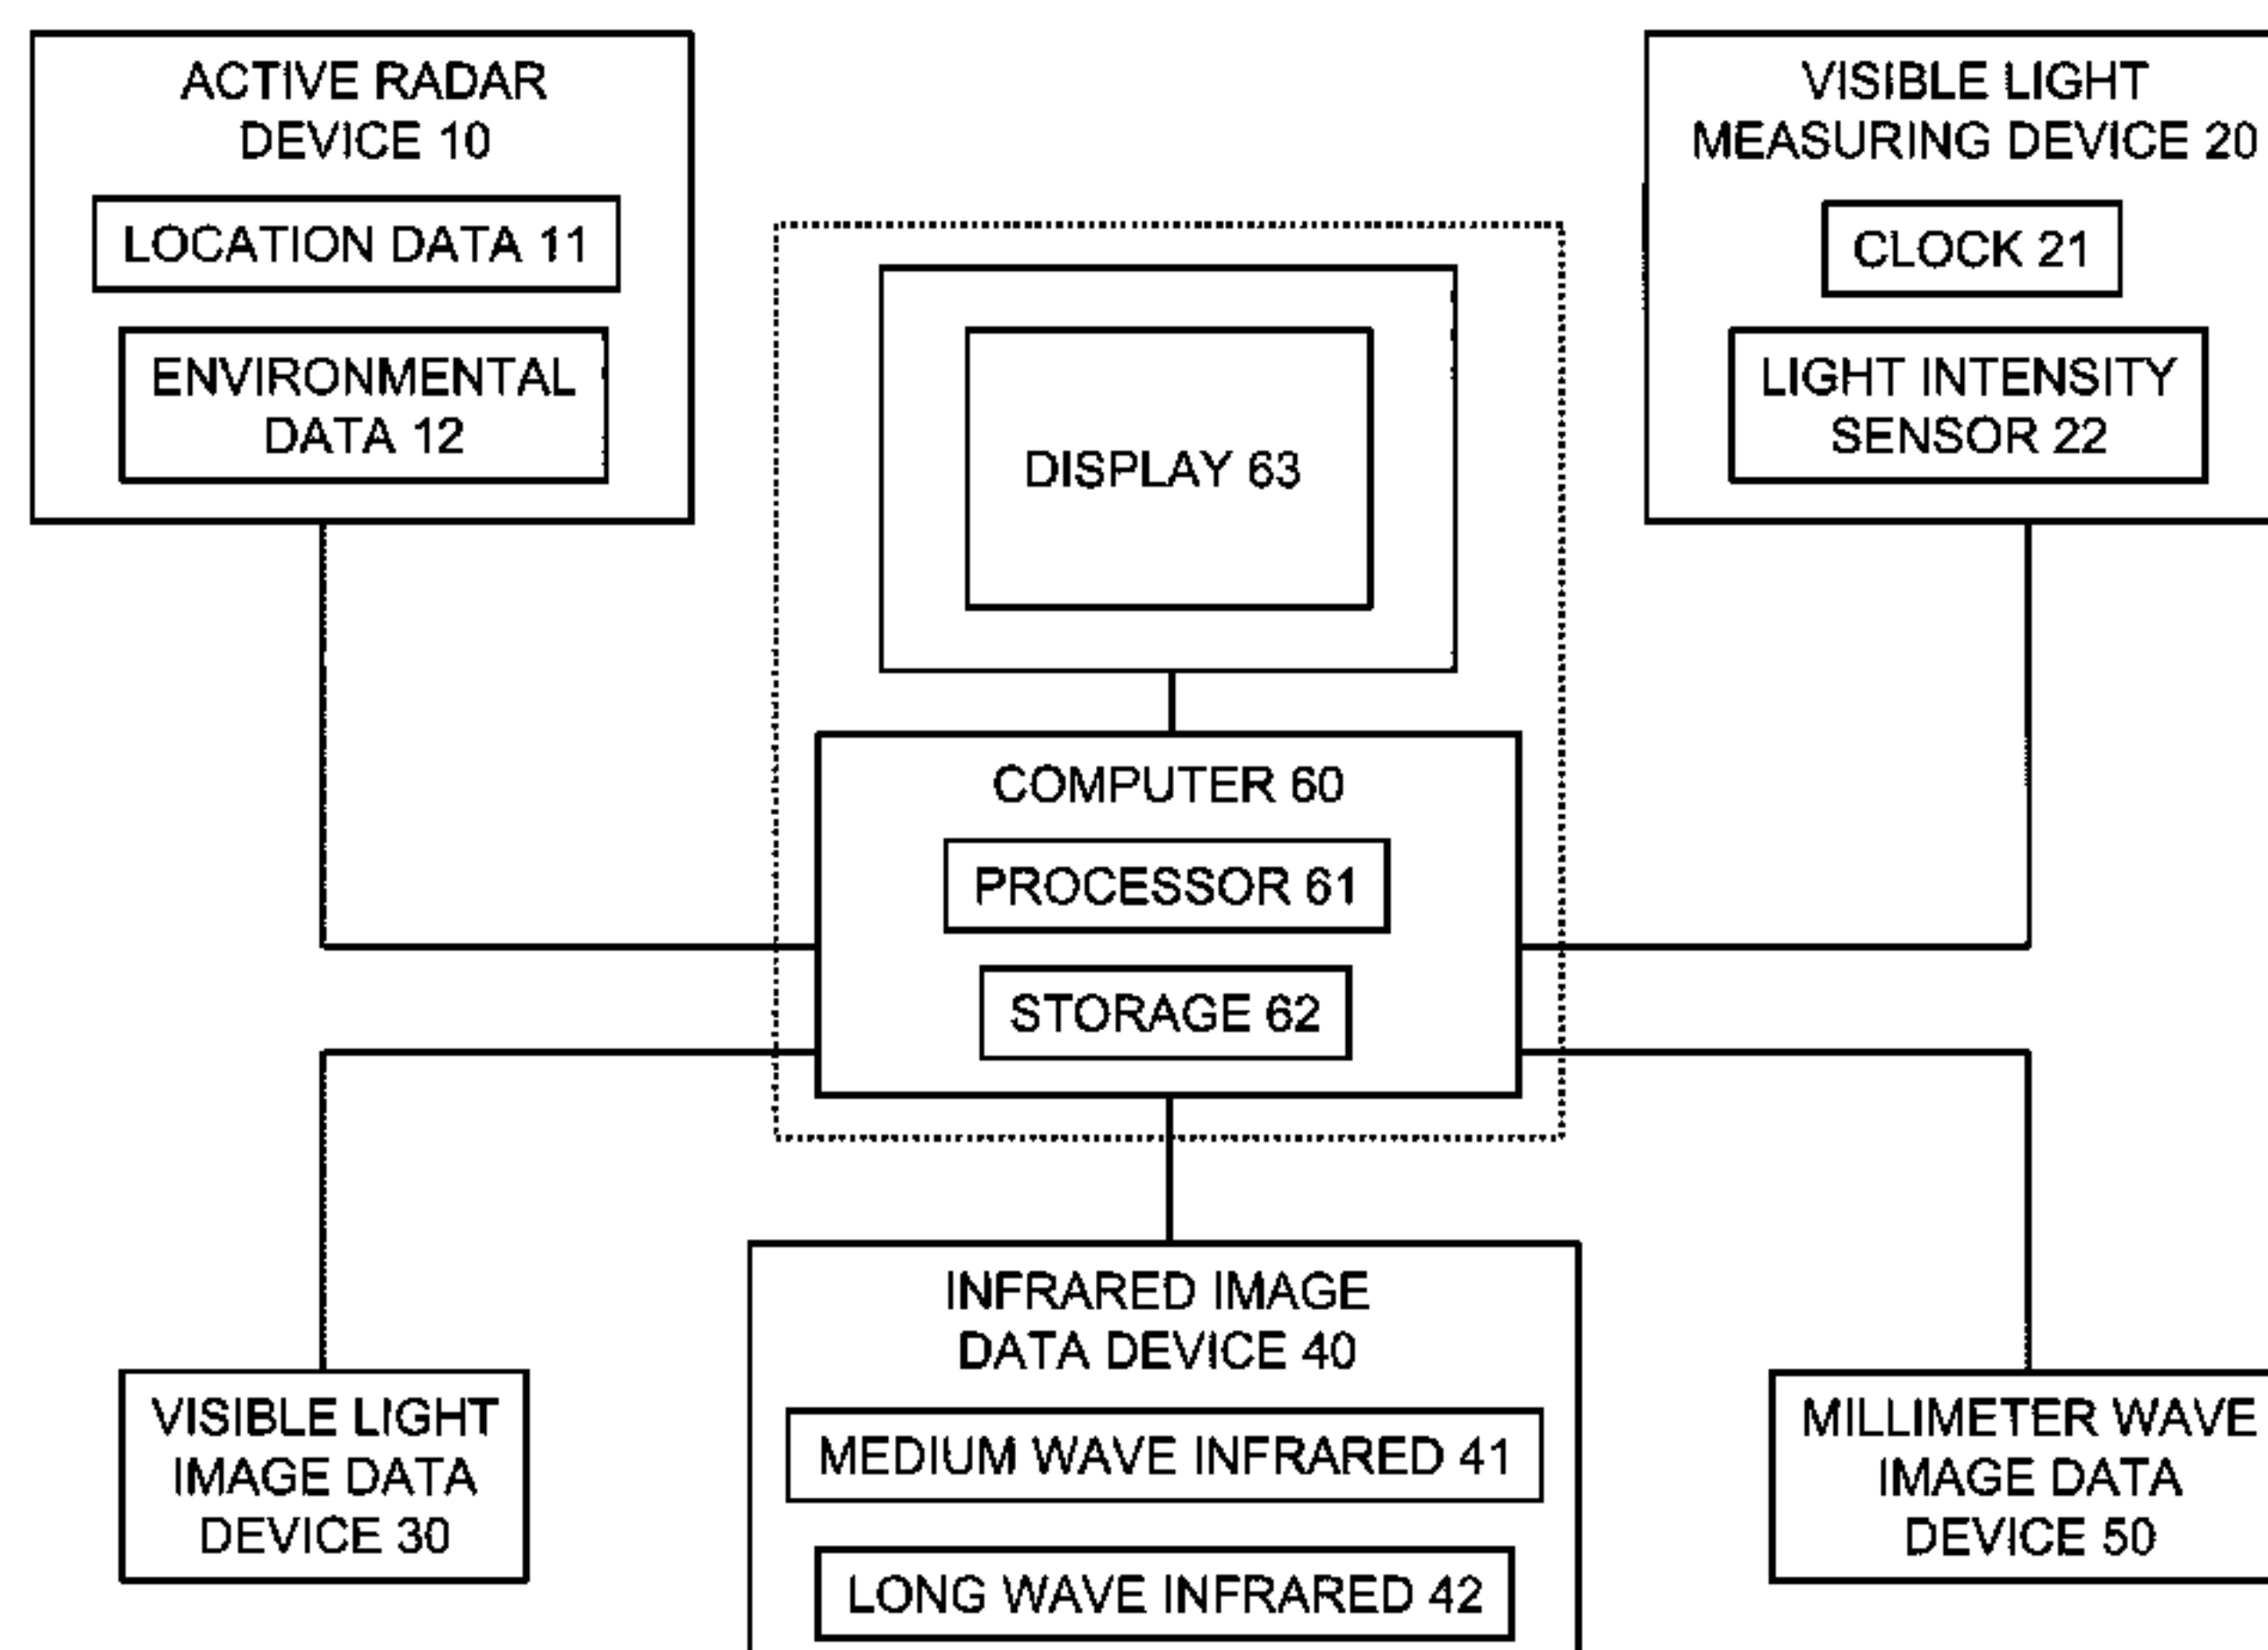 ACTIVE RADAR
DEVICE 10
LOCATION DATA 11
ENVIRONMENTAL
DATA 12
VISIBLE LIGHT
MEASURING DEVICE 20
CLOCK 21
LIGHT INTENSITY
SENSOR 22
DISPLAY 63
COMPUTER 60
PROCESSOR 61
STORAGE 62
VISIBLE LIGHT
IMAGE DATA
DEVICE 30
INFRARED IMAGE
DATA DEVICE 40
MEDIUM WAVE INFRARED 41
LONG WAVE INFRARED 42
MILLIMETER WAVE
IMAGE DATA
DEVICE 50